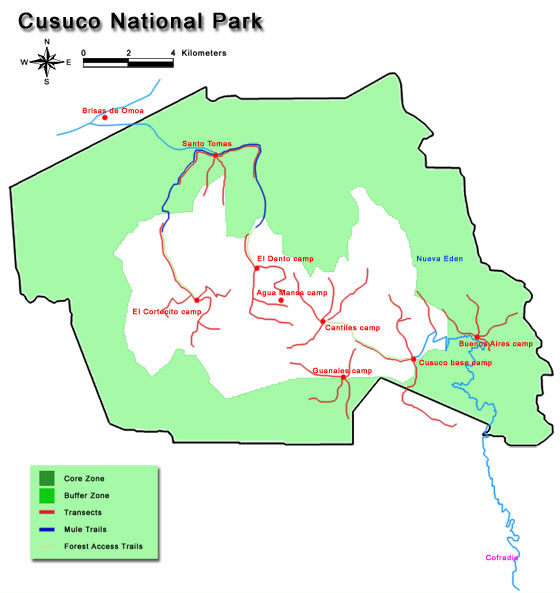 Cusuco National Park
N
W E
S
0 2 4 Kilometers
Brisas de Omoa
Santo Tomas
El Danto camp
Nueva Eden
Agua Mansa camp
El Cortecito camp
Cantiles camp
Buenos Aires camp
Cusuco base camp
Guanales camp
Core Zone
Buffer Zone
Transects
Mule Trails
Forest Access Trails
Cofradia